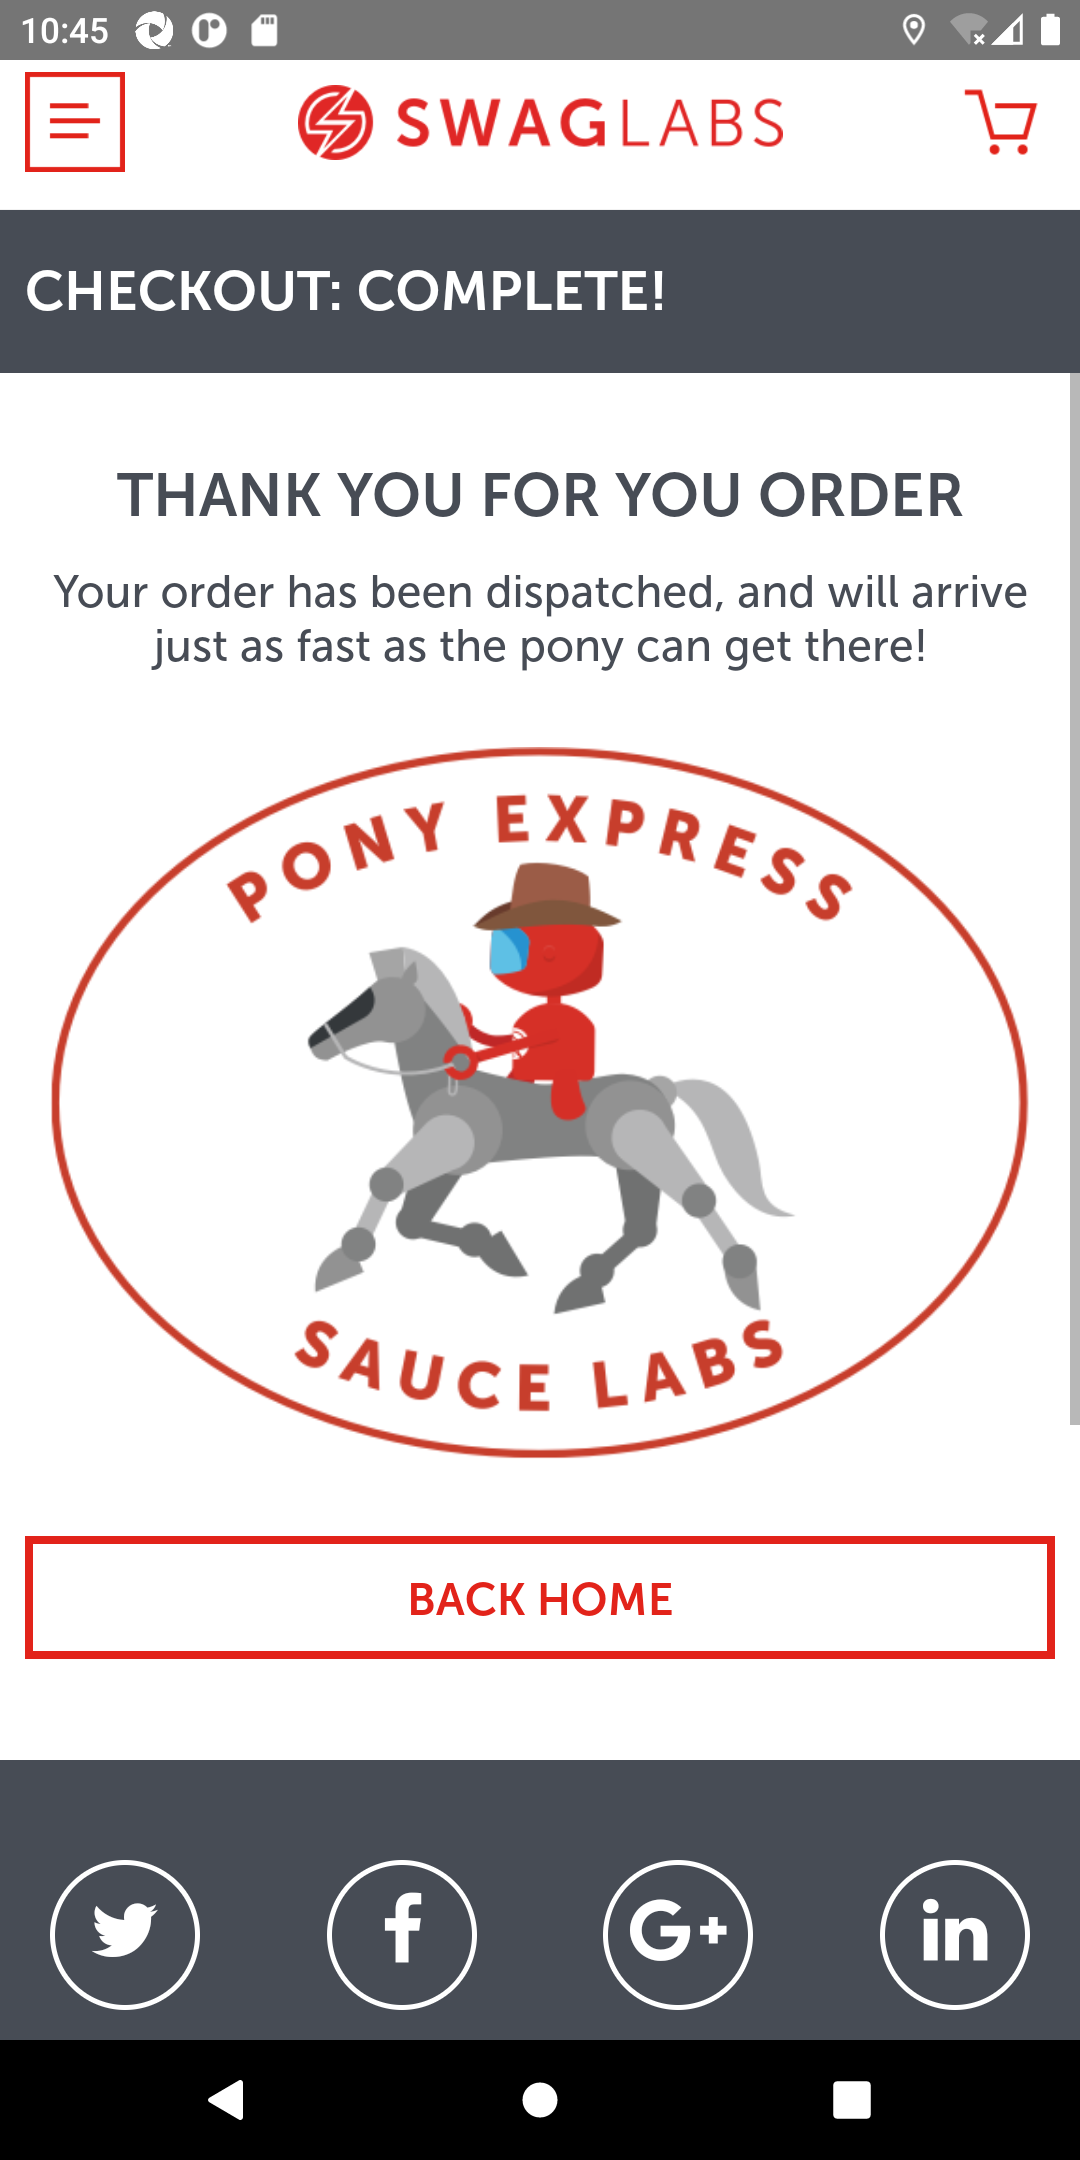 10:45
SWAGLABS
CHECKOUT: COMPLETE!
THANK YOU FOR YOU ORDER
Your order has been dispatched, and will arrive
just as fast as the pony can get there!
PONY EXPRESS
SAUCE LABS
BACK HOME
f
G+
in